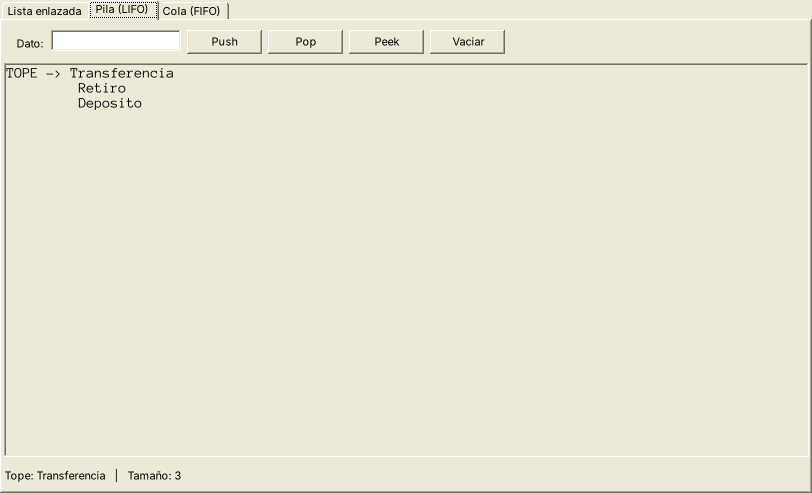 Lista enlazada Pila (LIFO) Cola (FIFO)
Dato: Push Pop Peek Vaciar
TOPE -> Transferencia
Retiro
Deposito
Tope: Transferencia | Tamaño: 3